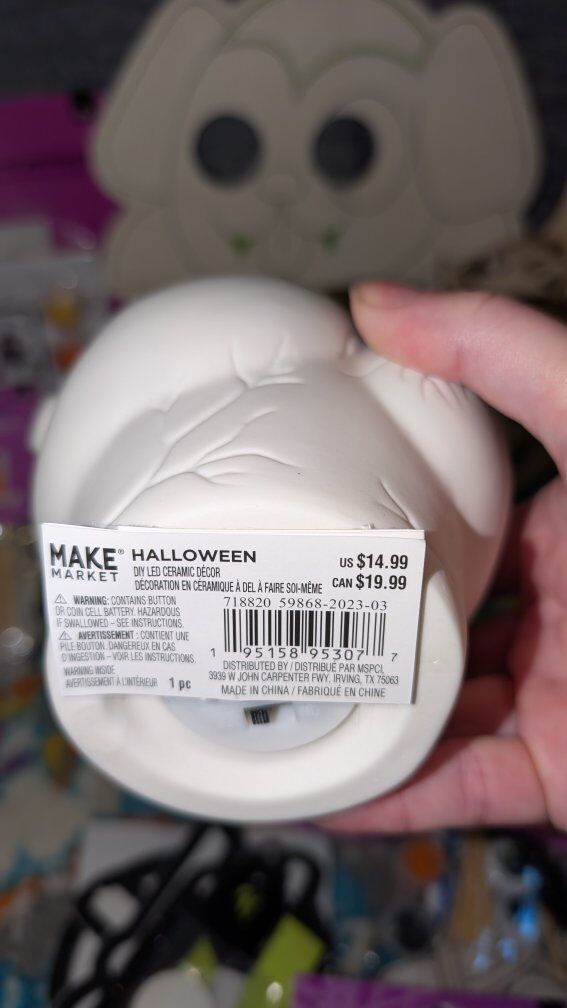 MAKE®
MARKET
HALLOWEEN
DIY LED CERAMIC DÉCOR
DÉCORATION EN CÉRAMIQUE À DEL À FAIRE SOI-MÊME
US $14.99
CAN $19.99
⚠ WARNING: CONTAINS BUTTON
OR COIN CELL BATTERY. HAZARDOUS
IF SWALLOWED – SEE INSTRUCTIONS.
⚠ AVERTISSEMENT : CONTIENT UNE
PILE BOUTON. DANGEREUX EN CAS
D'INGESTION – VOIR LES INSTRUCTIONS.
WARNING INSIDE
AVERTISSEMENT À L'INTÉRIEUR
1 pc
718820 59868-2023-03
1 95158 95307 7
DISTRIBUTED BY / DISTRIBUÉ PAR MSPCI,
3939 W JOHN CARPENTER FWY, IRVING, TX 75063
MADE IN CHINA / FABRIQUÉ EN CHINE